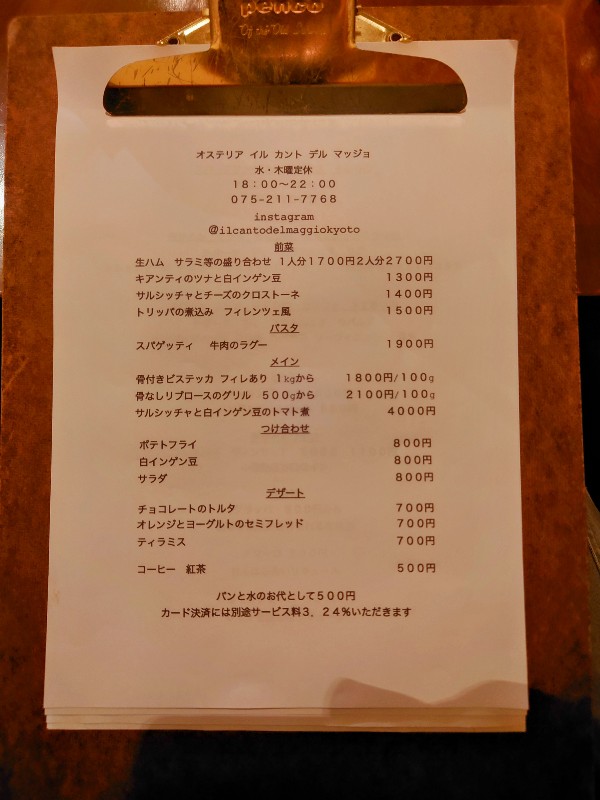 penco
オステリア イル カント デル マッジョ
水・木曜定休
18:00〜22:00
075-211-7768
instagram
@ilcantodelmaggiokyoto
前菜
生ハム サラミ等の盛り合わせ 1人分1700円2人分2700円
キアンティのツナと白インゲン豆 1300円
サルシッチャとチーズのクロストーネ 1400円
トリッパの煮込み フィレンツェ風 1500円
パスタ
スパゲッティ 牛肉のラグー 1900円
メイン
骨付きビステッカ フィレあり 1kgから 1800円/100g
骨なしリブロースのグリル 500gから 2100円/100g
サルシッチャと白インゲン豆のトマト煮 4000円
つけ合わせ
ポテトフライ 800円
白インゲン豆 800円
サラダ 800円
デザート
チョコレートのトルタ 700円
オレンジとヨーグルトのセミフレッド 700円
ティラミス 700円
コーヒー 紅茶 500円
パンと水のお代として500円
カード決済には別途サービス料3.24%いただきます